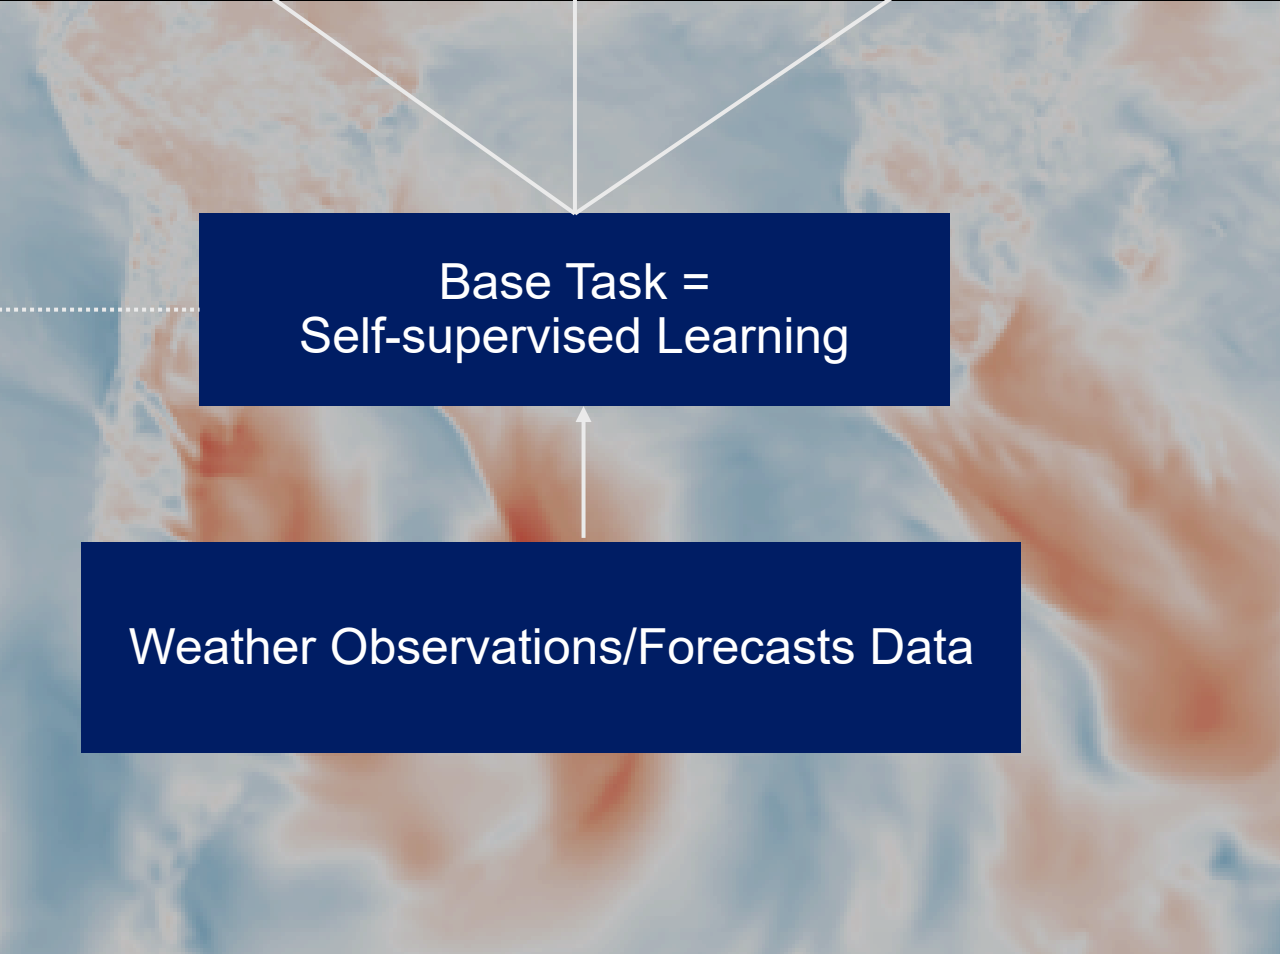 Base Task =
Self-supervised Learning
Weather Observations/Forecasts Data